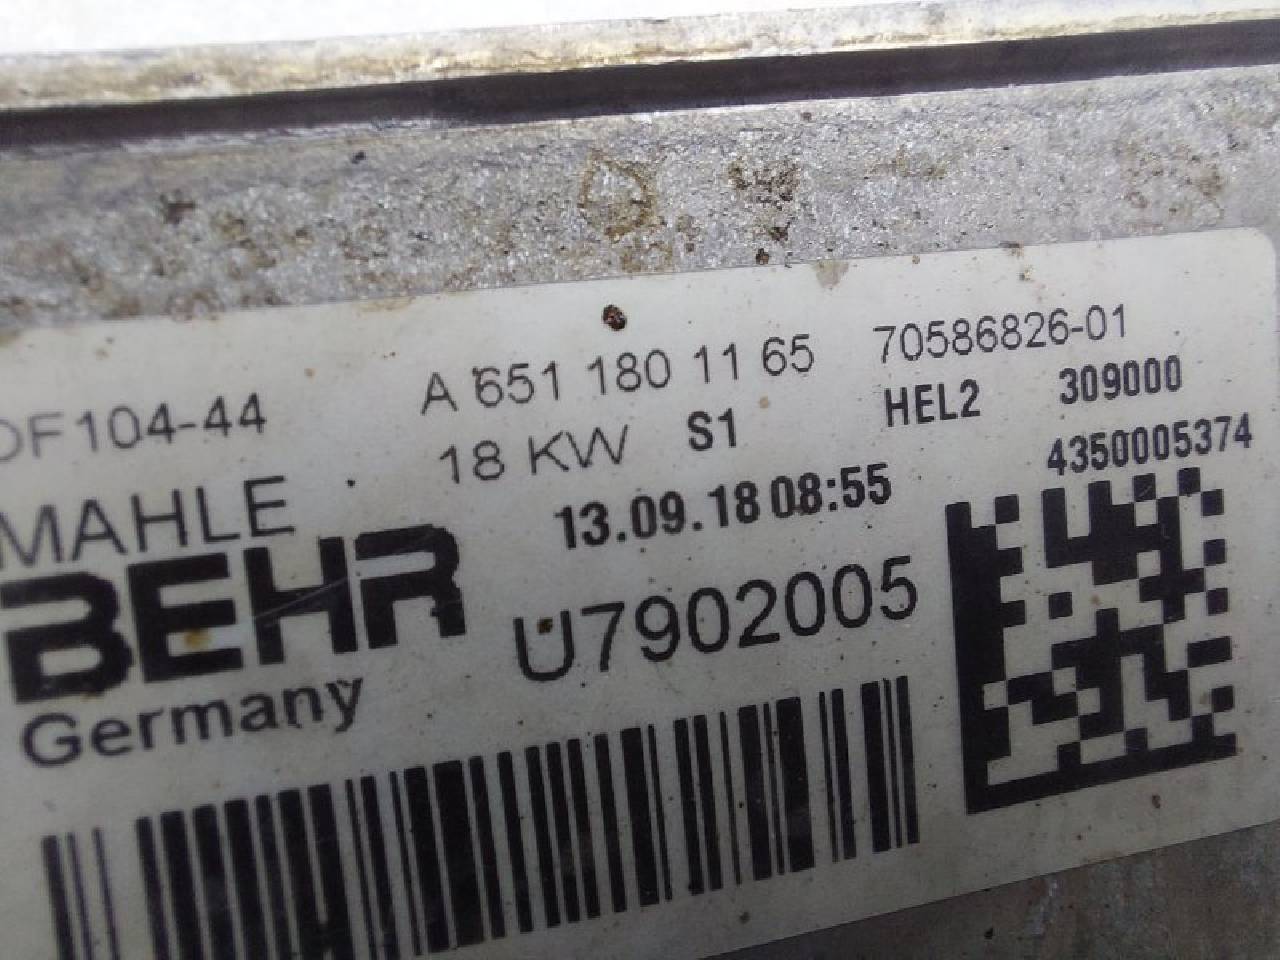 A 651 180 11 65 70586826-01
DF104-44 18 KW S1 HEL2 309000
4350005374
MAHLE 13.09.18 08:55
BEHR U7902005
Germany